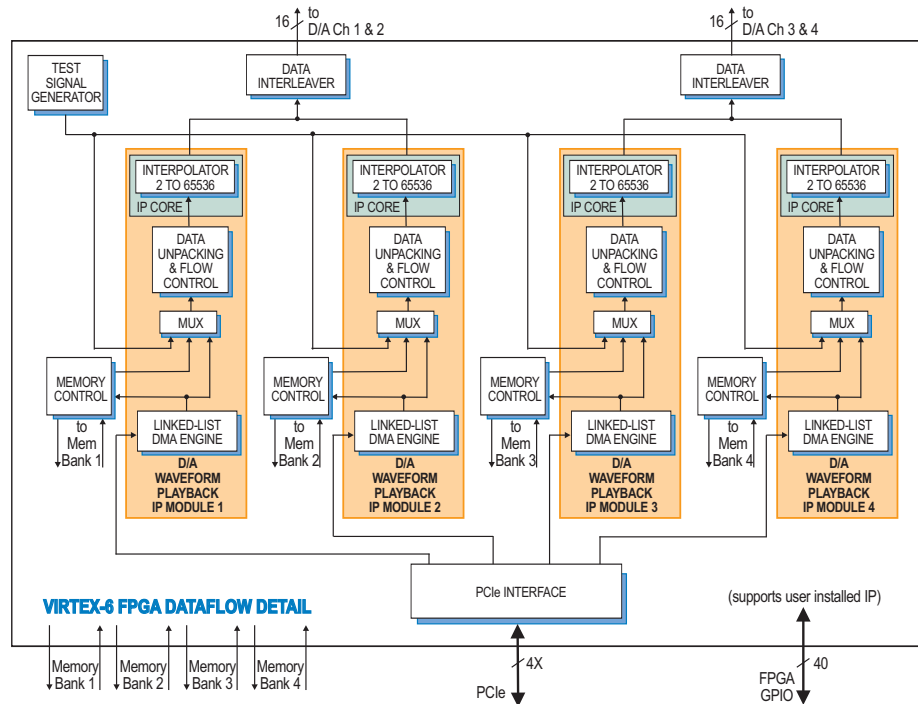 16
to
D/A Ch 1 & 2
16
to
D/A Ch 3 & 4
TEST
SIGNAL
GENERATOR
DATA
INTERLEAVER
DATA
INTERLEAVER
INTERPOLATOR
2 TO 65536
IP CORE
INTERPOLATOR
2 TO 65536
IP CORE
INTERPOLATOR
2 TO 65536
IP CORE
INTERPOLATOR
2 TO 65536
IP CORE
DATA
UNPACKING
& FLOW
CONTROL
DATA
UNPACKING
& FLOW
CONTROL
DATA
UNPACKING
& FLOW
CONTROL
DATA
UNPACKING
& FLOW
CONTROL
MUX
MUX
MUX
MUX
MEMORY
CONTROL
MEMORY
CONTROL
MEMORY
CONTROL
MEMORY
CONTROL
to
Mem
Bank 1
LINKED-LIST
DMA ENGINE
to
Mem
Bank 2
LINKED-LIST
DMA ENGINE
to
Mem
Bank 3
LINKED-LIST
DMA ENGINE
to
Mem
Bank 4
LINKED-LIST
DMA ENGINE
D/A
WAVEFORM
PLAYBACK
IP MODULE 1
D/A
WAVEFORM
PLAYBACK
IP MODULE 2
D/A
WAVEFORM
PLAYBACK
IP MODULE 3
D/A
WAVEFORM
PLAYBACK
IP MODULE 4
PCIe INTERFACE
VIRTEX-6 FPGA DATAFLOW DETAIL
(supports user installed IP)
Memory
Bank 1
Memory
Bank 2
Memory
Bank 3
Memory
Bank 4
4X
PCIe
40
FPGA
GPIO